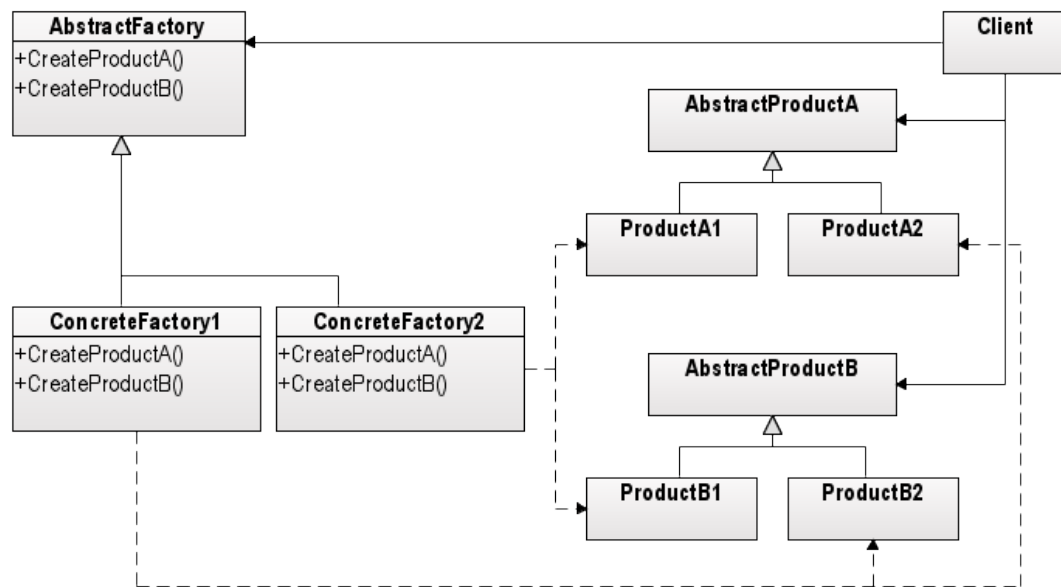 AbstractFactory
+CreateProductA()
+CreateProductB()
Client
AbstractProductA
ProductA1
ProductA2
ConcreteFactory1
+CreateProductA()
+CreateProductB()
ConcreteFactory2
+CreateProductA()
+CreateProductB()
AbstractProductB
ProductB1
ProductB2